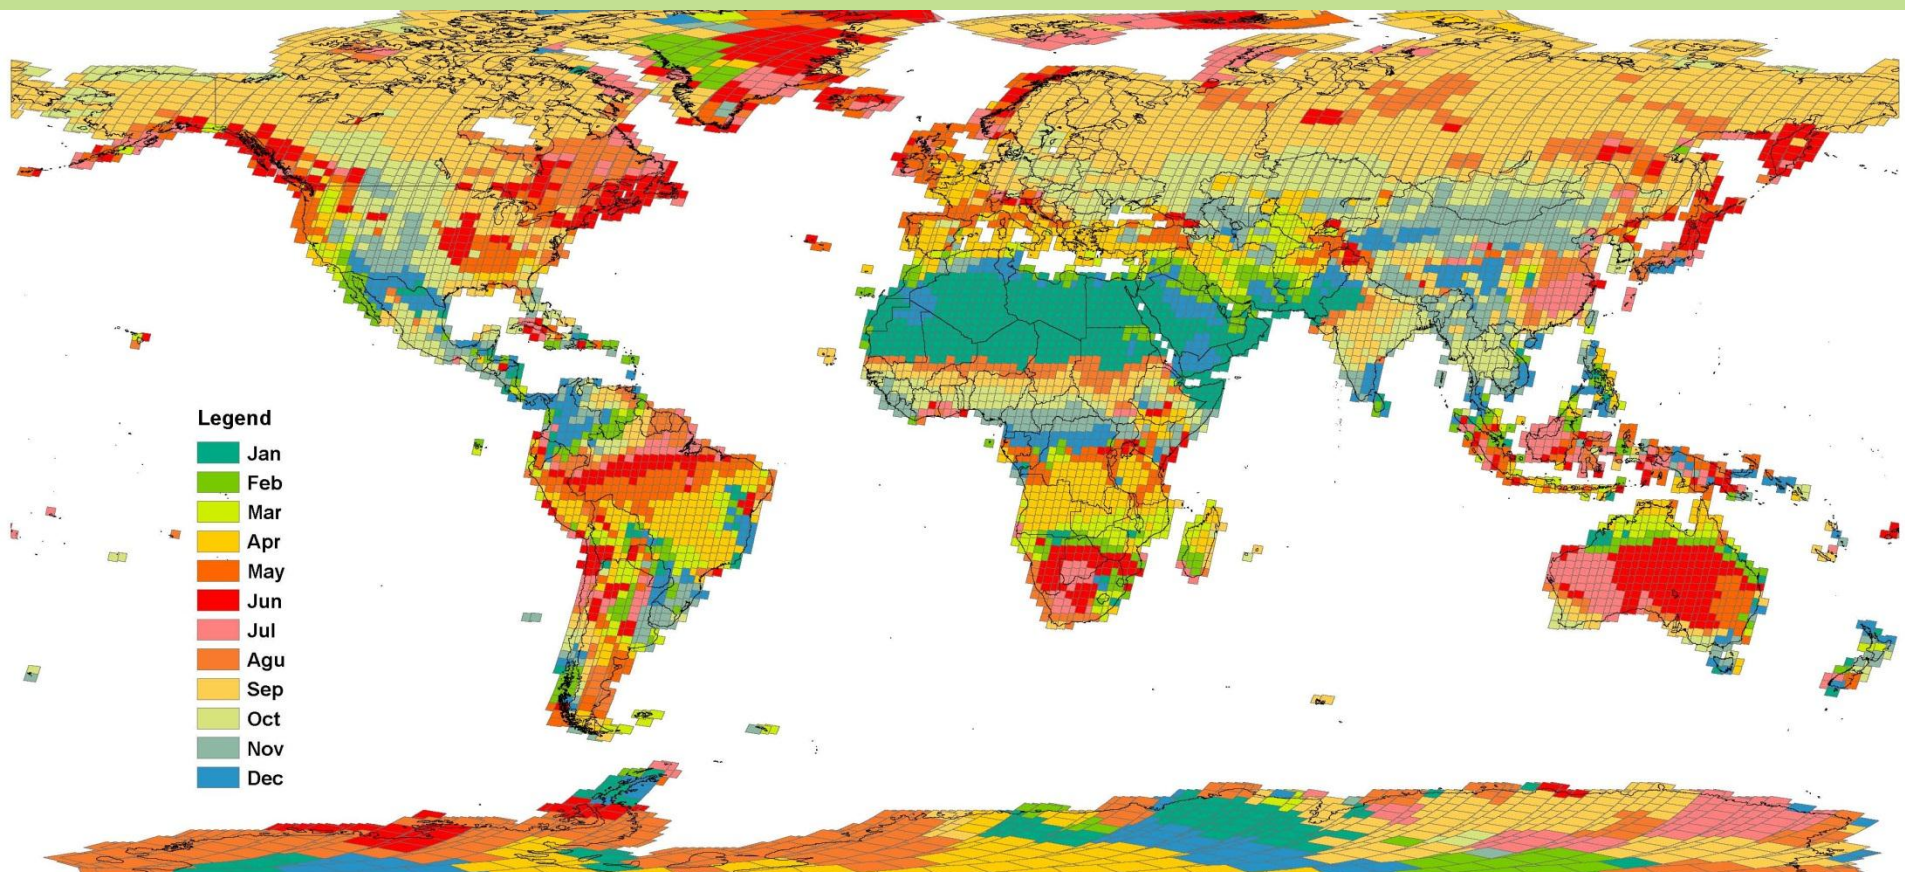 Legend
Jan
Feb
Mar
Apr
May
Jun
Jul
Agu
Sep
Oct
Nov
Dec